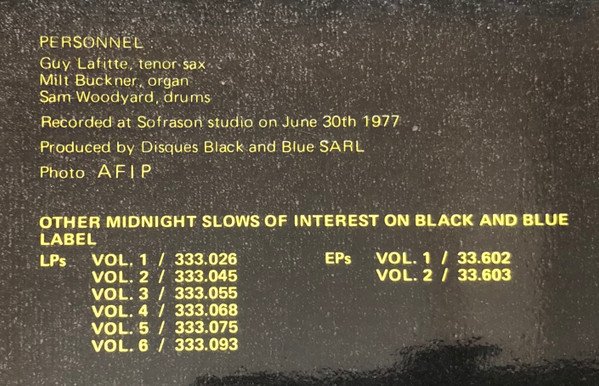 PERSONNEL
Guy Lafitte, tenor-sax
Milt Buckner, organ
Sam Woodyard, drums
Recorded at Sofrason studio on June 30th 1977
Produced by Disques Black and Blue SARL
Photo AFIP
OTHER MIDNIGHT SLOWS OF INTEREST ON BLACK AND BLUE
LABEL
LPs VOL. 1 / 333.026 EPs VOL. 1 / 33.602
VOL. 2 / 333.045 VOL. 2 / 33.603
VOL. 3 / 333.055
VOL. 4 / 333.068
VOL. 5 / 333.075
VOL. 6 / 333.093